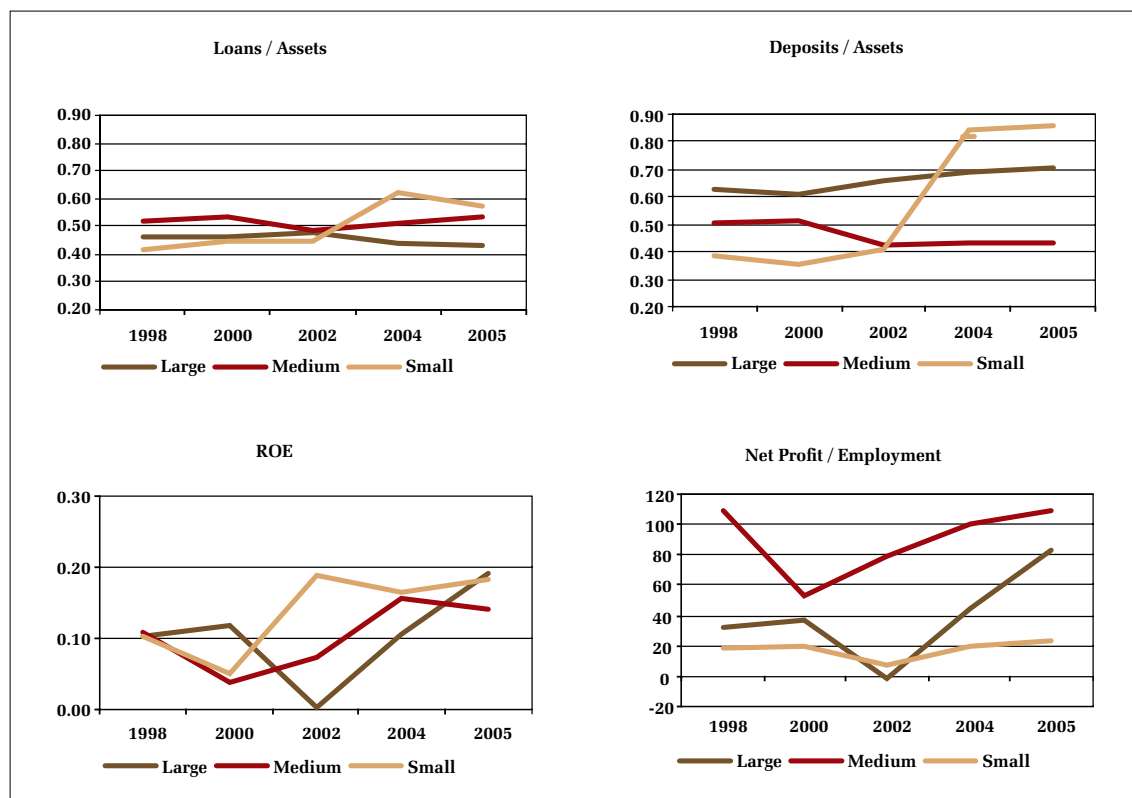 Loans / Assets
0.90
0.80
0.70
0.60
0.50
0.40
0.30
0.20
1998 2000 2002 2004 2005
Large Medium Small
Deposits / Assets
0.90
0.80
0.70
0.60
0.50
0.40
0.30
0.20
1998 2000 2002 2004 2005
Large Medium Small
ROE
0.30
0.20
0.10
0.00
1998 2000 2002 2004 2005
Large Medium Small
Net Profit / Employment
120
100
80
60
40
20
0
-20
1998 2000 2002 2004 2005
Large Medium Small